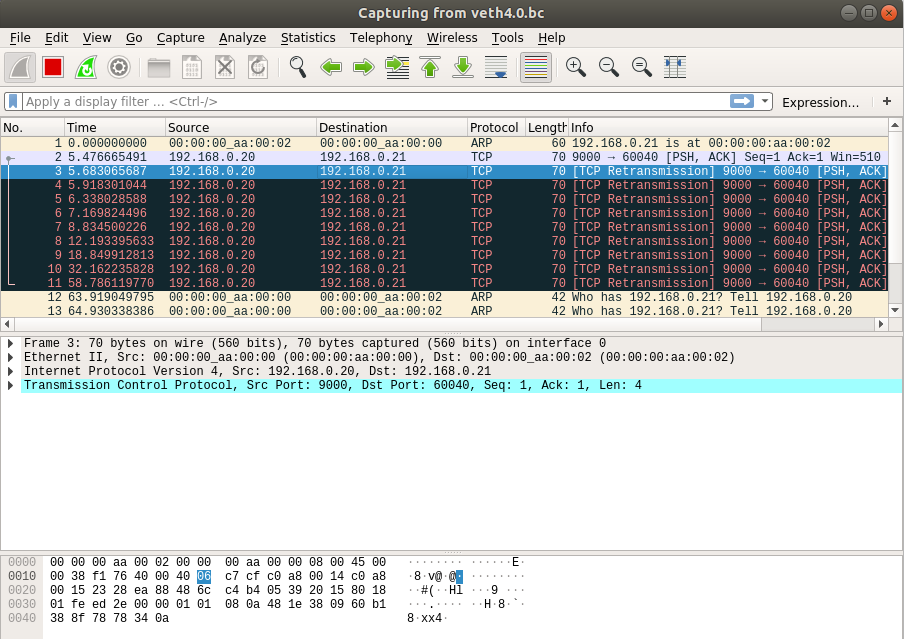 Capturing from veth4.0.bc
File Edit View Go Capture Analyze Statistics Telephony Wireless Tools Help
Apply a display filter ... <Ctrl-/> Expression... +
No. Time Source Destination Protocol Length Info
1 0.000000000 00:00:00_aa:00:02 00:00:00_aa:00:00 ARP 60 192.168.0.21 is at 00:00:00:aa:00:02
2 5.476665491 192.168.0.20 192.168.0.21 TCP 70 9000 → 60040 [PSH, ACK] Seq=1 Ack=1 Win=510
3 5.683065687 192.168.0.20 192.168.0.21 TCP 70 [TCP Retransmission] 9000 → 60040 [PSH, ACK]
4 5.918301044 192.168.0.20 192.168.0.21 TCP 70 [TCP Retransmission] 9000 → 60040 [PSH, ACK]
5 6.338028588 192.168.0.20 192.168.0.21 TCP 70 [TCP Retransmission] 9000 → 60040 [PSH, ACK]
6 7.169824496 192.168.0.20 192.168.0.21 TCP 70 [TCP Retransmission] 9000 → 60040 [PSH, ACK]
7 8.834500226 192.168.0.20 192.168.0.21 TCP 70 [TCP Retransmission] 9000 → 60040 [PSH, ACK]
8 12.193395633 192.168.0.20 192.168.0.21 TCP 70 [TCP Retransmission] 9000 → 60040 [PSH, ACK]
9 18.849912813 192.168.0.20 192.168.0.21 TCP 70 [TCP Retransmission] 9000 → 60040 [PSH, ACK]
10 32.162235828 192.168.0.20 192.168.0.21 TCP 70 [TCP Retransmission] 9000 → 60040 [PSH, ACK]
11 58.786119770 192.168.0.20 192.168.0.21 TCP 70 [TCP Retransmission] 9000 → 60040 [PSH, ACK]
12 63.919049795 00:00:00_aa:00:00 00:00:00_aa:00:02 ARP 42 Who has 192.168.0.21? Tell 192.168.0.20
13 64.930338386 00:00:00_aa:00:00 00:00:00_aa:00:02 ARP 42 Who has 192.168.0.21? Tell 192.168.0.20
Frame 3: 70 bytes on wire (560 bits), 70 bytes captured (560 bits) on interface 0
Ethernet II, Src: 00:00:00_aa:00:00 (00:00:00:aa:00:00), Dst: 00:00:00_aa:00:02 (00:00:00:aa:00:02)
Internet Protocol Version 4, Src: 192.168.0.20, Dst: 192.168.0.21
Transmission Control Protocol, Src Port: 9000, Dst Port: 60040, Seq: 1, Ack: 1, Len: 4
0000 00 00 00 aa 00 02 00 00 00 aa 00 00 08 00 45 00 ········ ······E·
0010 00 38 f1 76 40 00 40 06 c7 cf c0 a8 00 14 c0 a8 ·8·v@·@· ········
0020 00 15 23 28 ea 88 48 6c c4 b4 05 39 20 15 80 18 ··#(··Hl ···9 ···
0030 01 fe ed 2e 00 00 01 01 08 0a 48 1e 38 09 60 b1 ···.···· ··H·8·`·
0040 38 8f 78 78 34 0a 8·xx4·